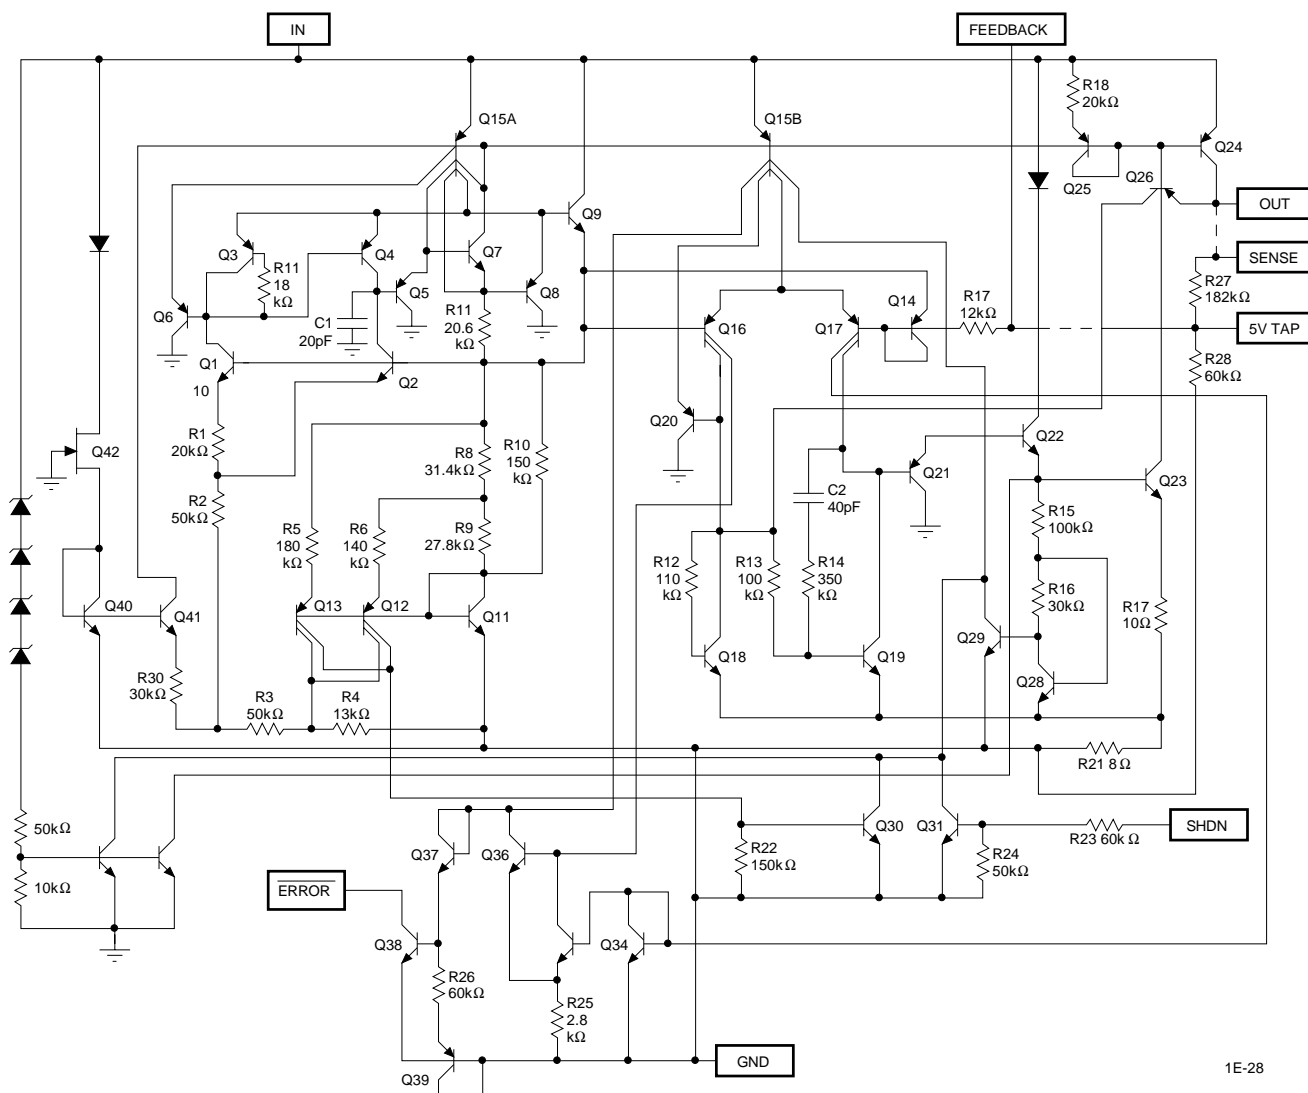 IN
FEEDBACK
R18
20kΩ
Q15A
Q15B
Q24
Q25
Q26
OUT
Q9
Q3
Q4
Q7
R11
18
kΩ
Q5
Q8
Q14
SENSE
R27
182kΩ
Q6
C1
20pF
R11
20.6
kΩ
Q16
Q17
R17
12kΩ
5V TAP
Q1
10
Q2
R28
60kΩ
Q20
Q42
R1
20kΩ
R8
31.4kΩ
R10
150
kΩ
Q22
Q21
Q23
R2
50kΩ
C2
40pF
R15
100kΩ
R5
180
kΩ
R6
140
kΩ
R9
27.8kΩ
R12
110
kΩ
R13
100
kΩ
R14
350
kΩ
R16
30kΩ
R17
10Ω
Q40
Q41
Q13
Q12
Q11
Q29
Q18
Q19
Q28
R30
30kΩ
R3
50kΩ
R4
13kΩ
R21 8 Ω
50kΩ
Q30
Q31
SHDN
R23 60k Ω
Q37
Q36
R22
150kΩ
R24
50kΩ
10kΩ
ERROR
Q38
Q34
R26
60kΩ
R25
2.8
kΩ
GND
Q39
1E-28